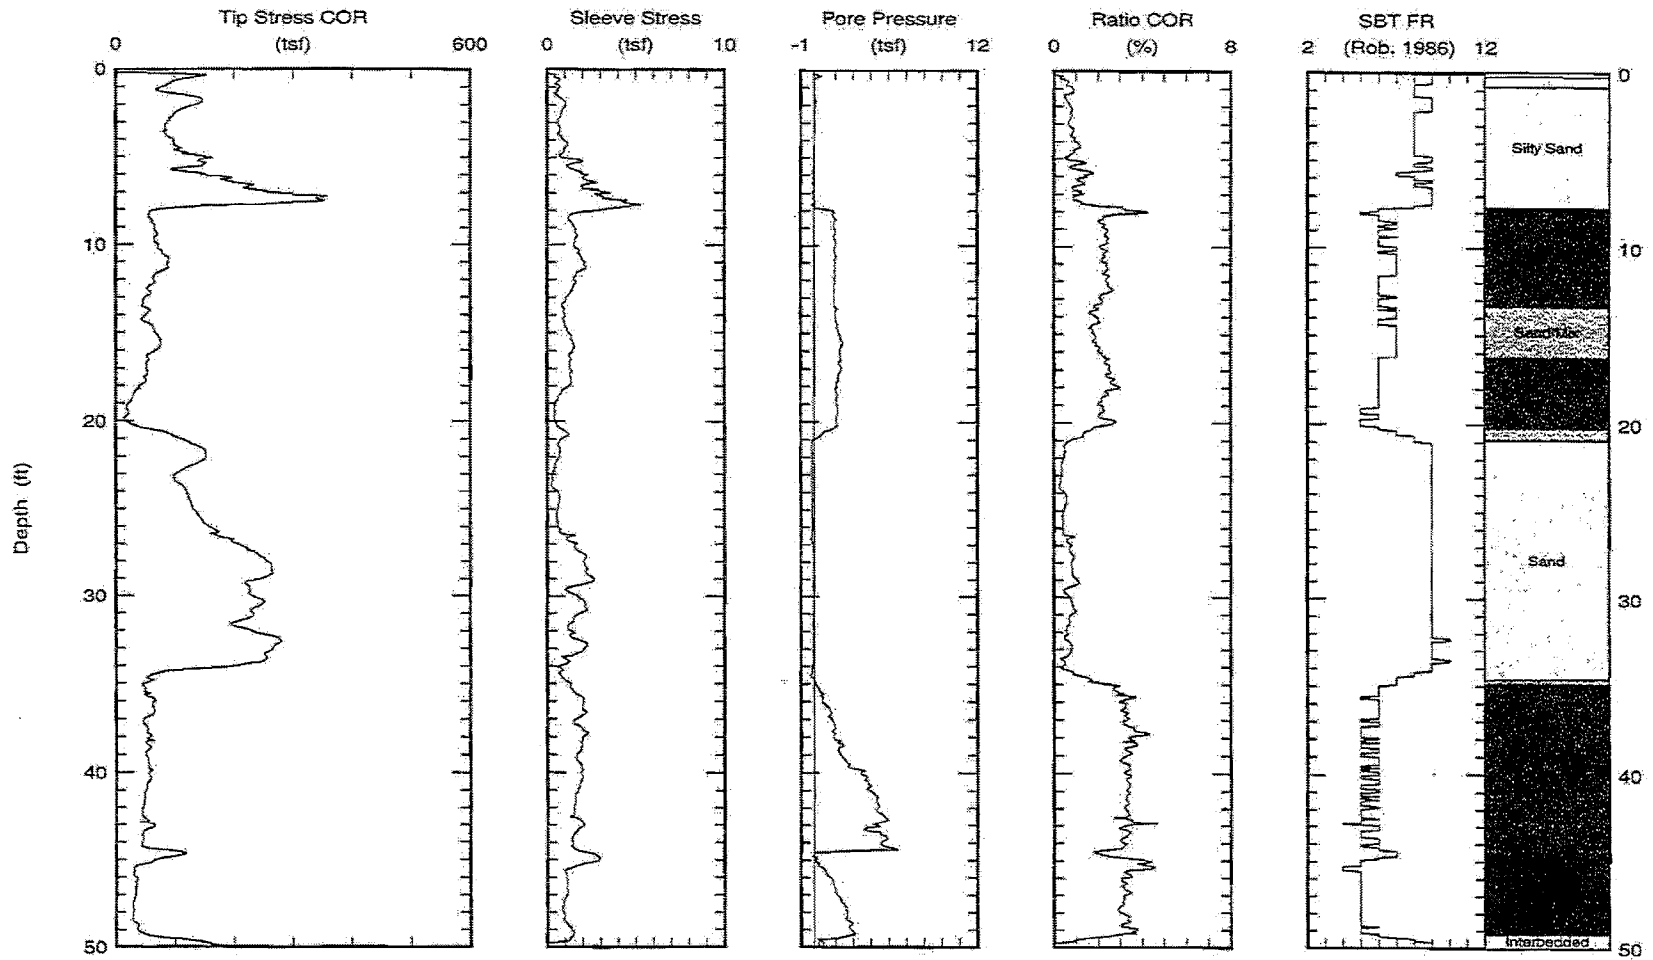 Tip Stress COR
(tsf)
0 600
Sleeve Stress
(tsf)
0 10
Pore Pressure
(tsf)
-1 12
Ratio COR
(%)
0 8
SBT FR
(Rob. 1986)
2 12
0
10
20
30
40
50
Depth (ft)
Silty Sand
Sand Mix
Sand
Interbedded
0
10
20
30
40
50